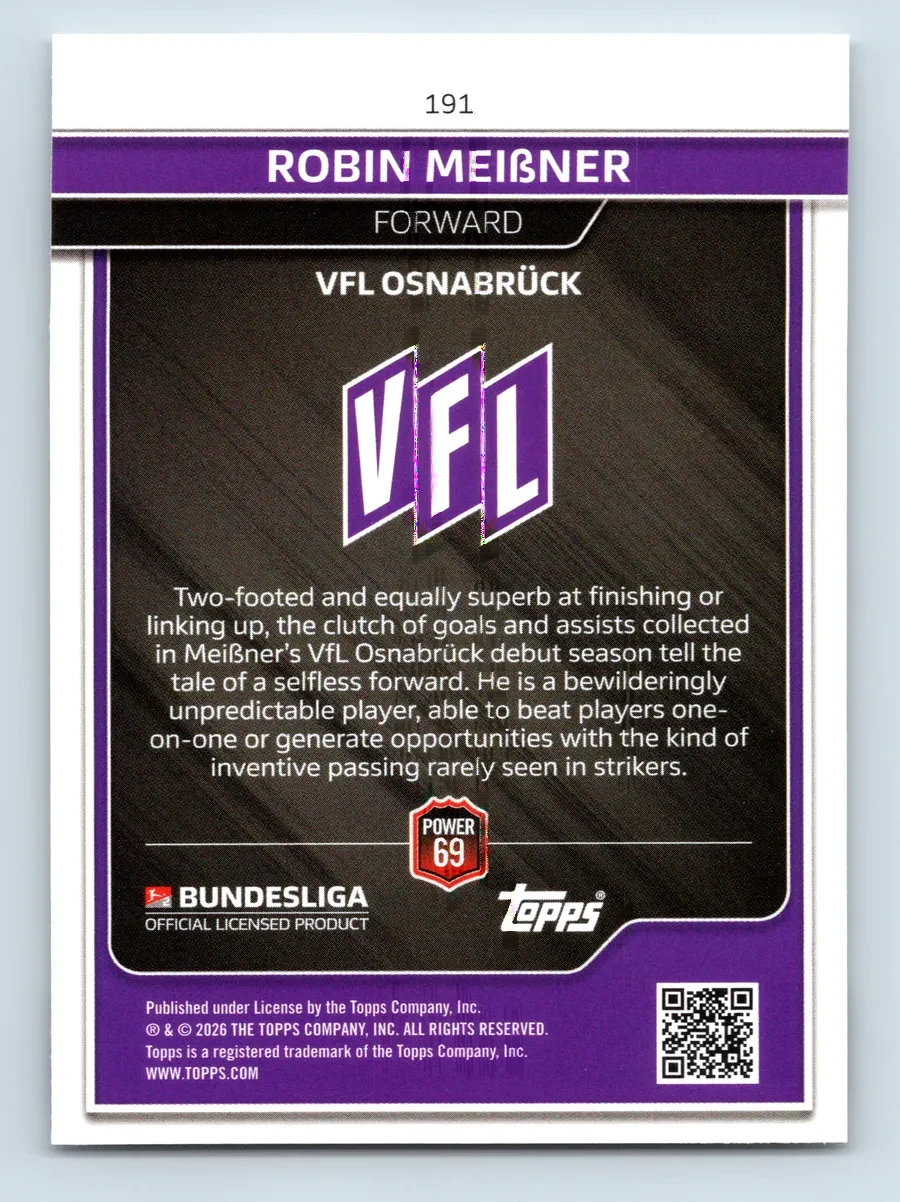 191
ROBIN MEIßNER
FORWARD
VFL OSNABRÜCK
VFL
Two-footed and equally superb at finishing or
linking up, the clutch of goals and assists collected
in Meißner's VfL Osnabrück debut season tell the
tale of a selfless forward. He is a bewilderingly
unpredictable player, able to beat players one-
on-one or generate opportunities with the kind of
inventive passing rarely seen in strikers.
POWER
69
2 BUNDESLIGA
OFFICIAL LICENSED PRODUCT
topps®
Published under License by the Topps Company, Inc.
® & © 2026 THE TOPPS COMPANY, INC. ALL RIGHTS RESERVED.
Topps is a registered trademark of the Topps Company, Inc.
WWW.TOPPS.COM